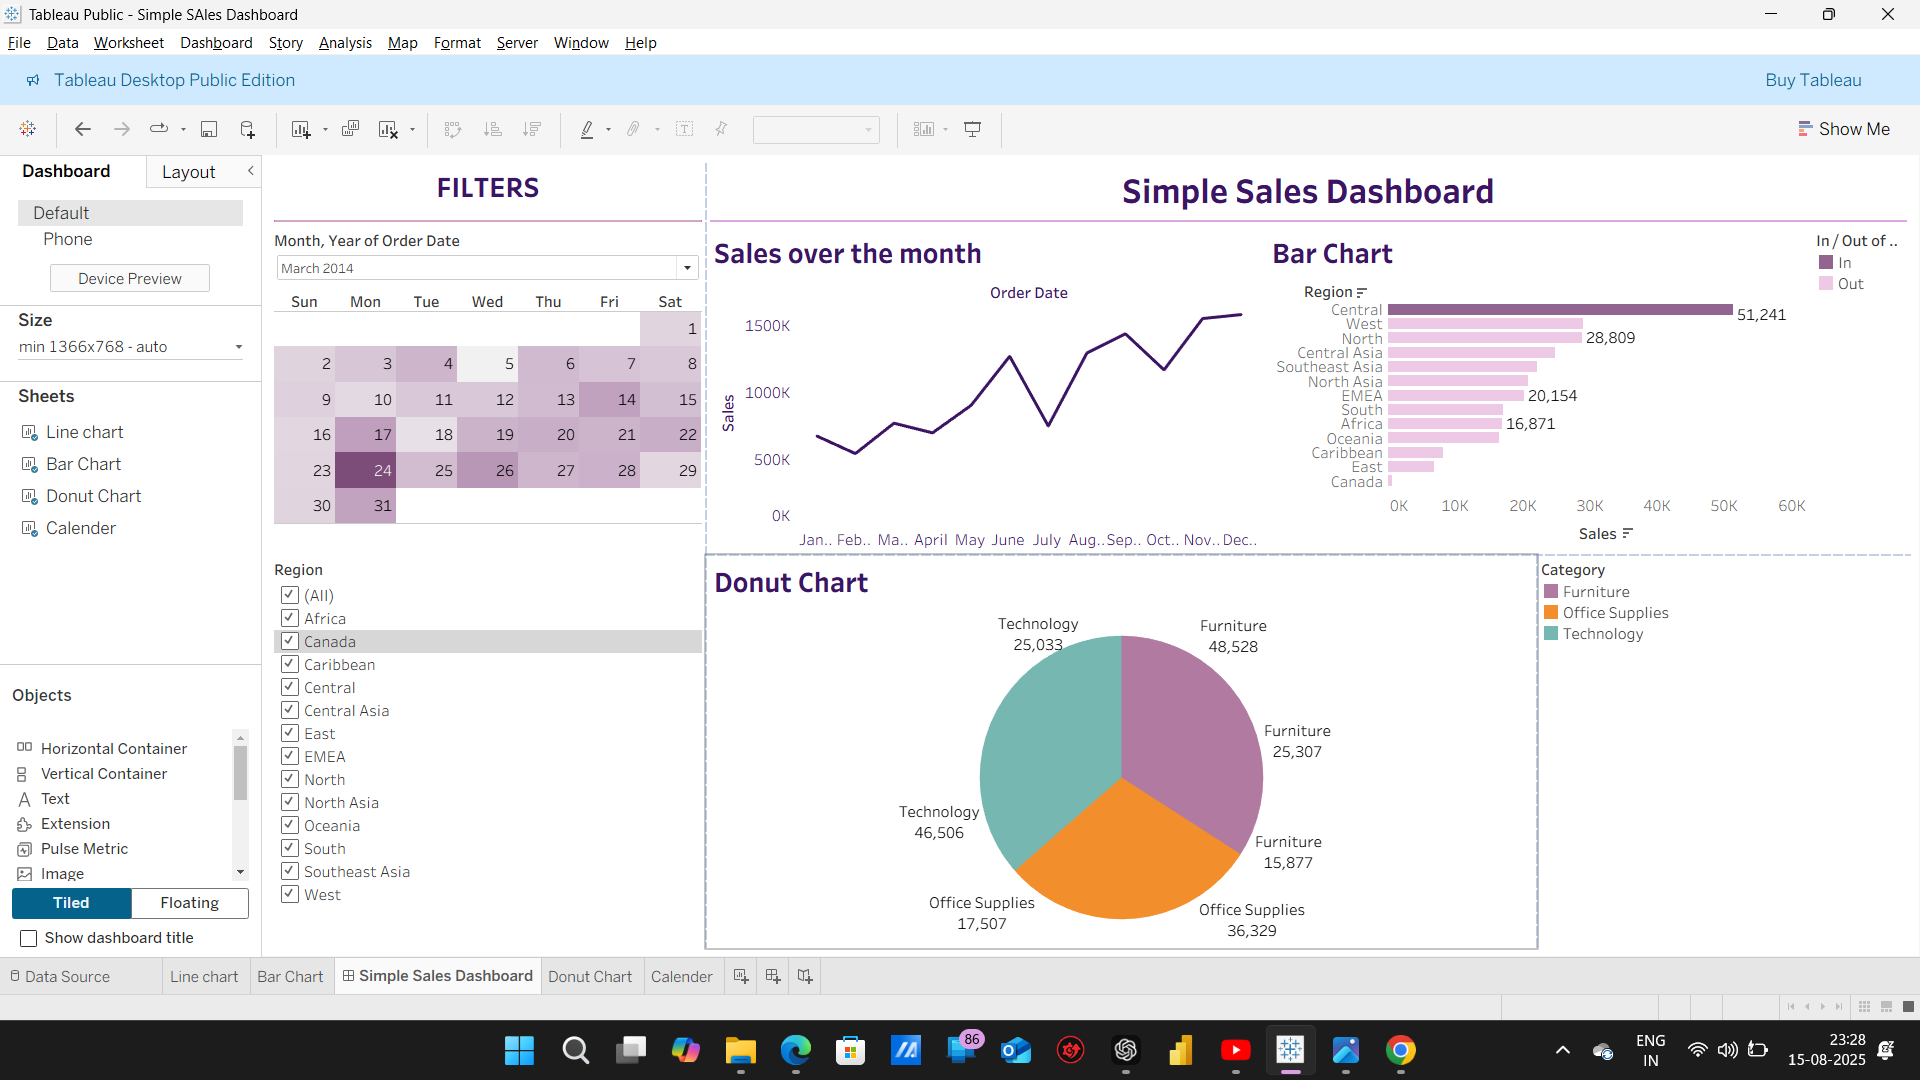 Tableau Public - Simple SAles Dashboard
File Data Worksheet Dashboard Story Analysis Map Format Server Window Help
Tableau Desktop Public Edition
Buy Tableau
Show Me
Dashboard
Layout
Default
Phone
Device Preview
Size
min 1366x768 - auto
Sheets
Line chart
Bar Chart
Donut Chart
Calender
Objects
Horizontal Container
Vertical Container
Text
Extension
Pulse Metric
Image
Tiled
Floating
Show dashboard title
FILTERS
Month, Year of Order Date
March 2014
Sun Mon Tue Wed Thu Fri Sat
1
2 3 4 5 6 7 8
9 10 11 12 13 14 15
16 17 18 19 20 21 22
23 24 25 26 27 28 29
30 31
Region
(All)
Africa
Canada
Caribbean
Central
Central Asia
East
EMEA
North
North Asia
Oceania
South
Southeast Asia
West
Simple Sales Dashboard
Sales over the month
Order Date
Sales
1500K
1000K
500K
0K
Jan.. Feb.. Ma.. April May June July Aug.. Sep.. Oct.. Nov.. Dec..
Bar Chart
Region
Central 51,241
West
North 28,809
Central Asia
Southeast Asia
North Asia
EMEA 20,154
South
Africa 16,871
Oceania
Caribbean
East
Canada
0K 10K 20K 30K 40K 50K 60K
Sales
In / Out of ..
In
Out
Donut Chart
Technology
25,033
Furniture
48,528
Furniture
25,307
Technology
46,506
Furniture
15,877
Office Supplies
17,507
Office Supplies
36,329
Category
Furniture
Office Supplies
Technology
Data Source
Line chart
Bar Chart
Simple Sales Dashboard
Donut Chart
Calender
86
ENG
IN
23:28
15-08-2025